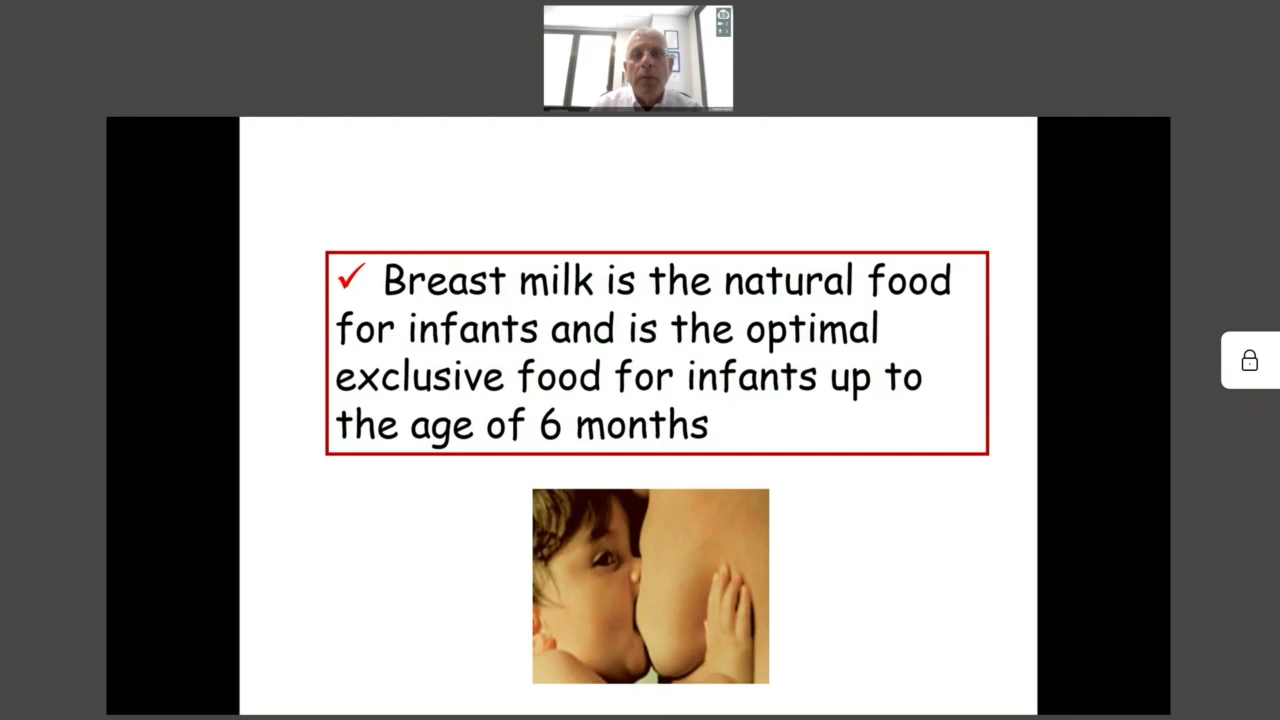 ✓ Breast milk is the natural food
for infants and is the optimal
exclusive food for infants up to
the age of 6 months